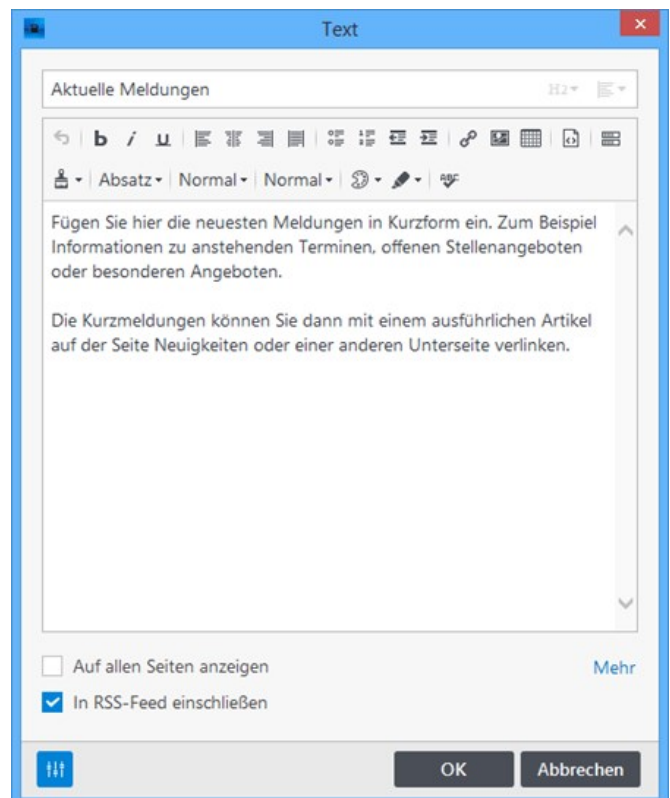 Text
Aktuelle Meldungen
H2
b i u
Absatz Normal Normal ABC
Fügen Sie hier die neuesten Meldungen in Kurzform ein. Zum Beispiel
Informationen zu anstehenden Terminen, offenen Stellenangeboten
oder besonderen Angeboten.
Die Kurzmeldungen können Sie dann mit einem ausführlichen Artikel
auf der Seite Neuigkeiten oder einer anderen Unterseite verlinken.
Auf allen Seiten anzeigen
Mehr
In RSS-Feed einschließen
OK
Abbrechen